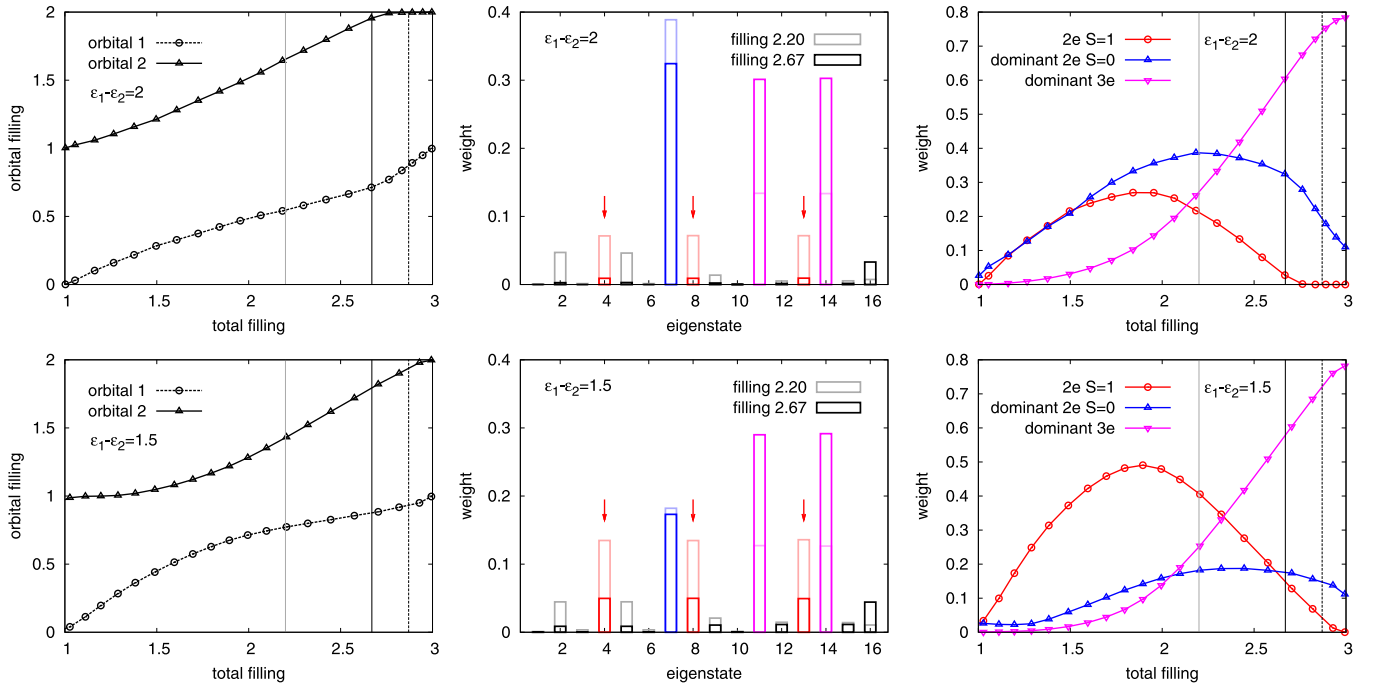 orbital filling
2
1.5
1
0.5
0
orbital 1
orbital 2
ε1-ε2=2
1 1.5 2 2.5 3
total filling
weight
0.4
0.3
0.2
0.1
0
ε1-ε2=2
filling 2.20
filling 2.67
2 4 6 8 10 12 14 16
eigenstate
weight
0.8
0.7
0.6
0.5
0.4
0.3
0.2
0.1
0
2e S=1 ε1-ε2=2
dominant 2e S=0
dominant 3e
1 1.5 2 2.5 3
total filling
orbital filling
2
1.5
1
0.5
0
orbital 1
orbital 2
ε1-ε2=1.5
1 1.5 2 2.5 3
total filling
weight
0.4
0.3
0.2
0.1
0
ε1-ε2=1.5
filling 2.20
filling 2.67
2 4 6 8 10 12 14 16
eigenstate
weight
0.8
0.7
0.6
0.5
0.4
0.3
0.2
0.1
0
2e S=1
dominant 2e S=0 ε1-ε2=1.5
dominant 3e
1 1.5 2 2.5 3
total filling